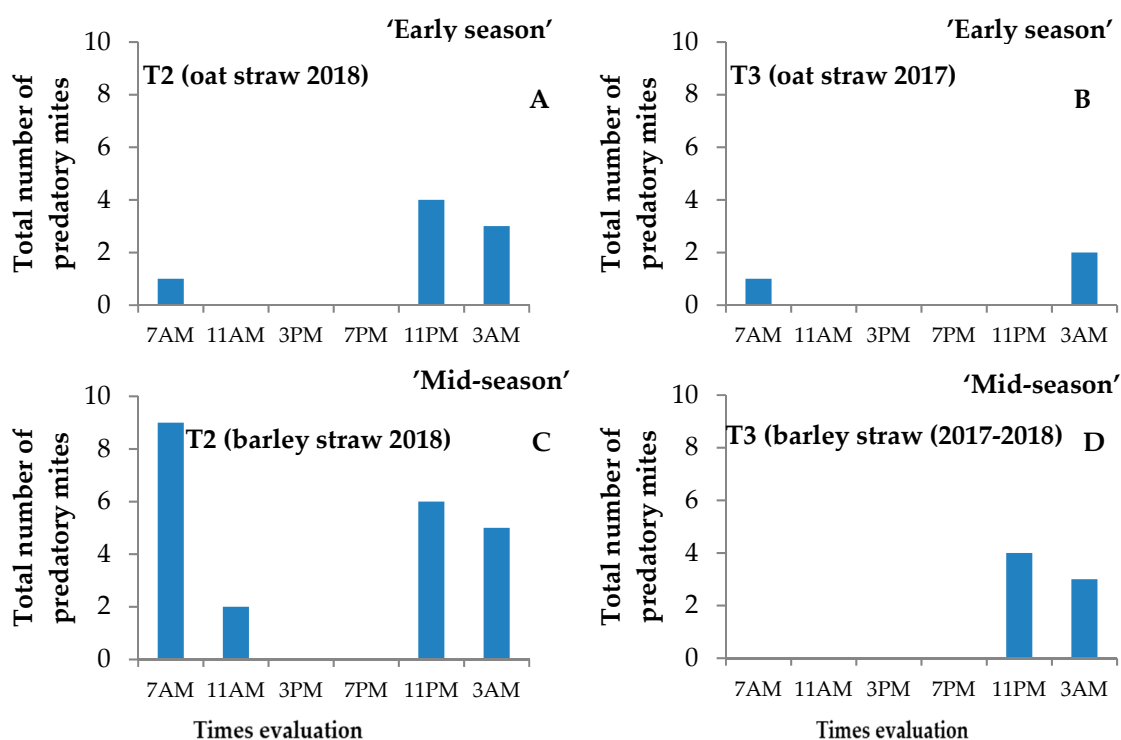 ‘Early season’
T2 (oat straw 2018)
A
Total number of
predatory mites
10
8
6
4
2
0
7AM 11AM 3PM 7PM 11PM 3AM
’Early season’
T3 (oat straw 2017)
B
Total number of
predatory mites
10
8
6
4
2
0
7AM 11AM 3PM 7PM 11PM 3AM
’Mid-season’
T2 (barley straw 2018)
C
Total number of
predatory mites
10
8
6
4
2
0
7AM 11AM 3PM 7PM 11PM 3AM
Times evaluation
‘Mid-season’
T3 (barley straw (2017-2018)
D
Total number of
predatory mites
10
8
6
4
2
0
7AM 11AM 3PM 7PM 11PM 3AM
Times evaluation